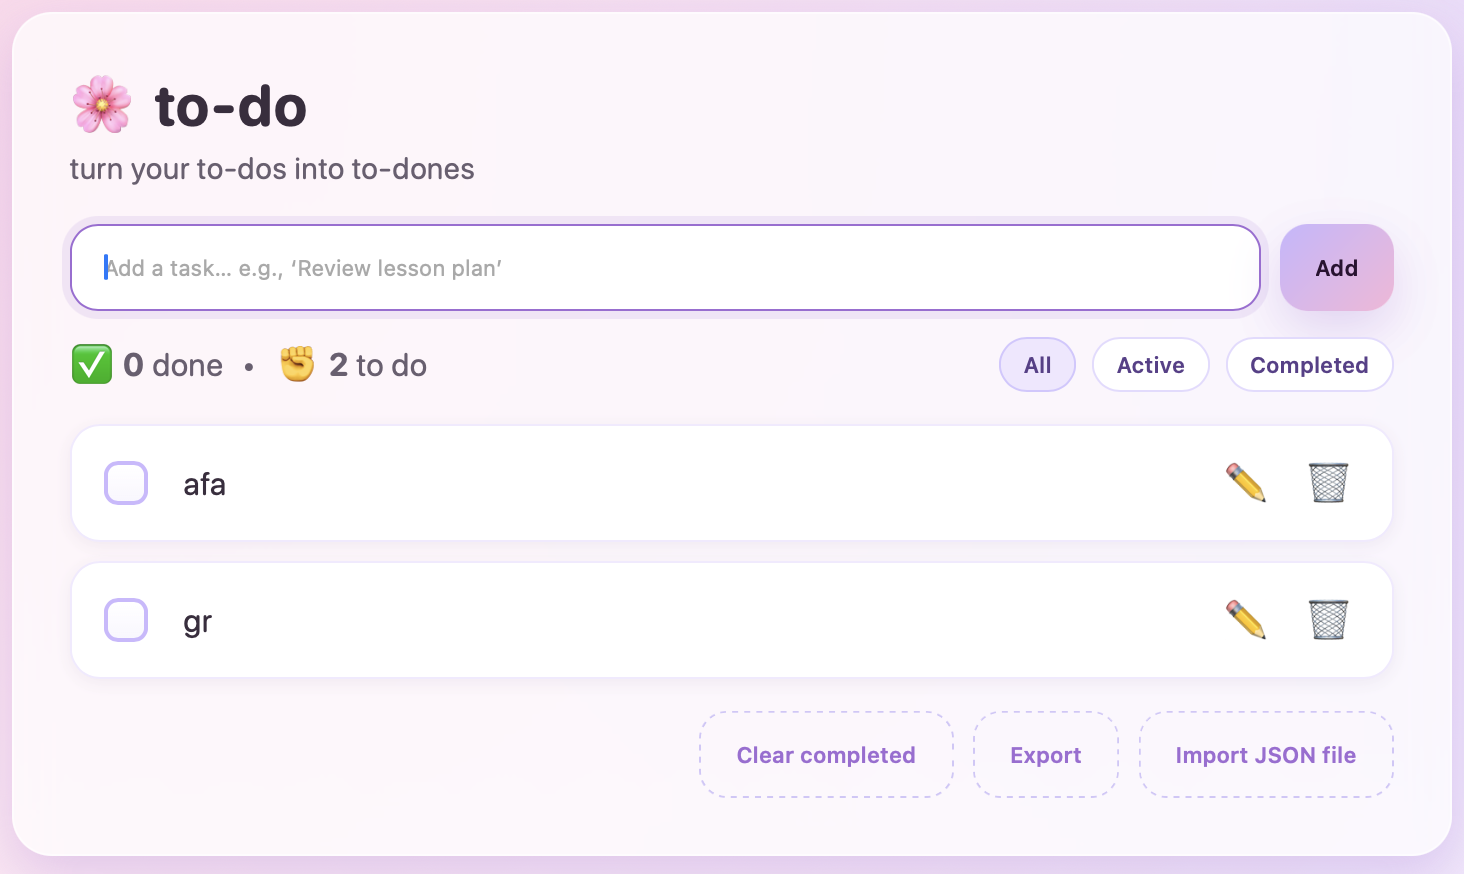 to-do
turn your to-dos into to-dones
Add a task... e.g., ‘Review lesson plan’
Add
0 done • 2 to do
All
Active
Completed
afa
gr
Clear completed
Export
Import JSON file